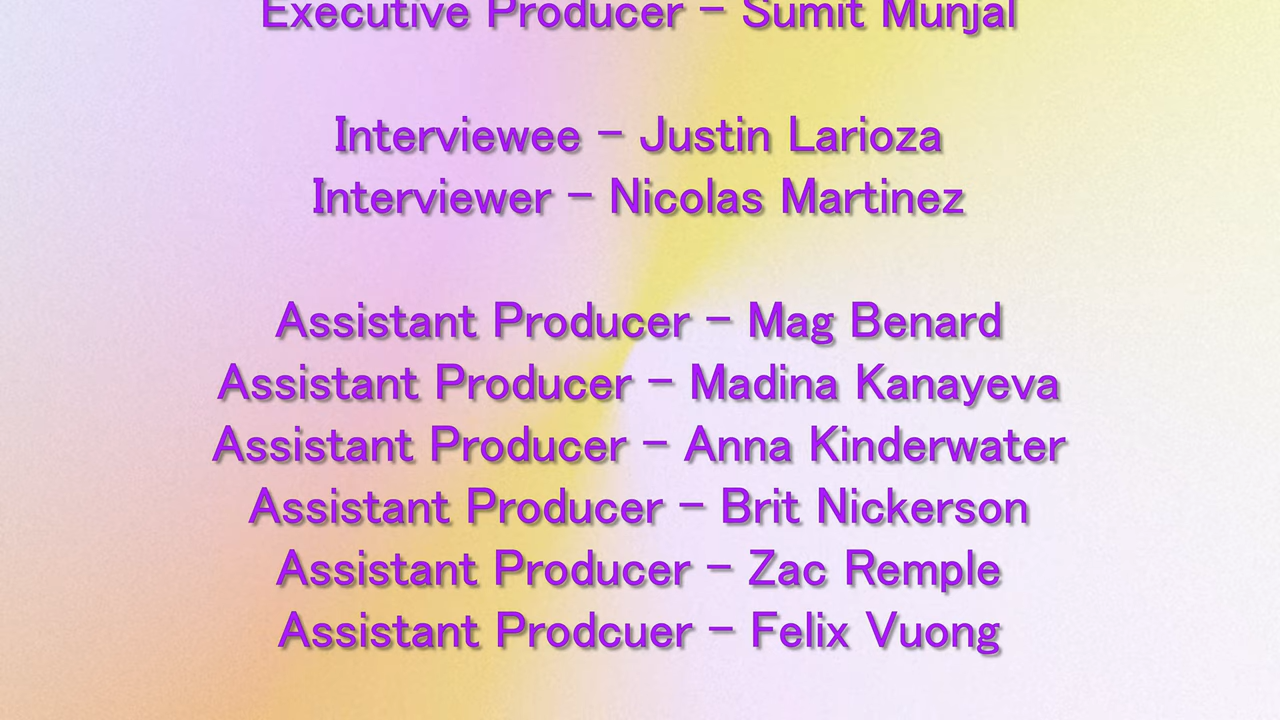 Executive Producer - Sumit Munjal
Interviewee - Justin Larioza
Interviewer - Nicolas Martinez
Assistant Producer - Mag Benard
Assistant Producer - Madina Kanayeva
Assistant Producer - Anna Kinderwater
Assistant Producer - Brit Nickerson
Assistant Producer - Zac Remple
Assistant Prodcuer - Felix Vuong